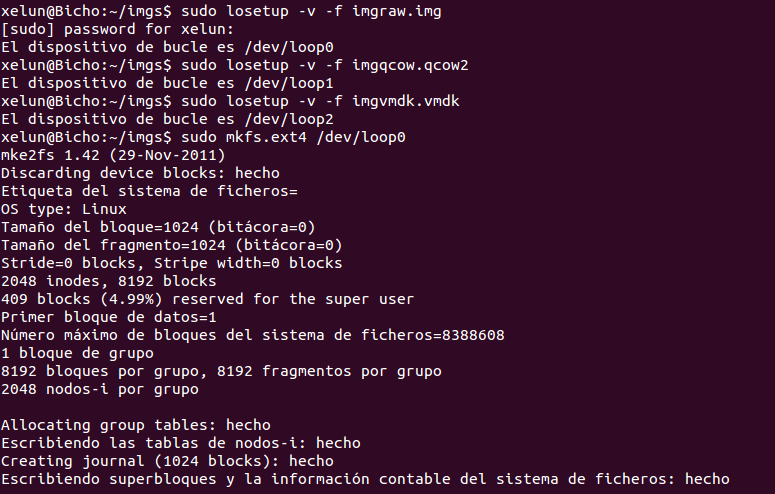 xelun@Bicho:~/imgs$ sudo losetup -v -f imgraw.img
[sudo] password for xelun:
El dispositivo de bucle es /dev/loop0
xelun@Bicho:~/imgs$ sudo losetup -v -f imgqcow.qcow2
El dispositivo de bucle es /dev/loop1
xelun@Bicho:~/imgs$ sudo losetup -v -f imgvmdk.vmdk
El dispositivo de bucle es /dev/loop2
xelun@Bicho:~/imgs$ sudo mkfs.ext4 /dev/loop0
mke2fs 1.42 (29-Nov-2011)
Discarding device blocks: hecho
Etiqueta del sistema de ficheros=
OS type: Linux
Tamaño del bloque=1024 (bitácora=0)
Tamaño del fragmento=1024 (bitácora=0)
Stride=0 blocks, Stripe width=0 blocks
2048 inodes, 8192 blocks
409 blocks (4.99%) reserved for the super user
Primer bloque de datos=1
Número máximo de bloques del sistema de ficheros=8388608
1 bloque de grupo
8192 bloques por grupo, 8192 fragmentos por grupo
2048 nodos-i por grupo
Allocating group tables: hecho
Escribiendo las tablas de nodos-i: hecho
Creating journal (1024 blocks): hecho
Escribiendo superbloques y la información contable del sistema de ficheros: hecho